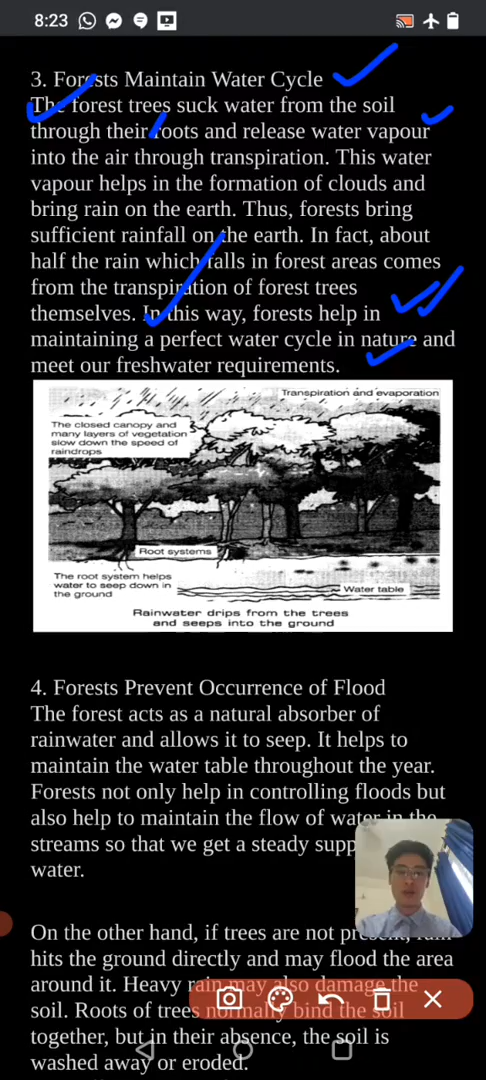 8:23
3. Forests Maintain Water Cycle
The forest trees suck water from the soil
through their roots and release water vapour
into the air through transpiration. This water
vapour helps in the formation of clouds and
bring rain on the earth. Thus, forests bring
sufficient rainfall on the earth. In fact, about
half the rain which falls in forest areas comes
from the transpiration of forest trees
themselves. In this way, forests help in
maintaining a perfect water cycle in nature and
meet our freshwater requirements.
Transpiration and evaporation
The closed canopy and
many layers of vegetation
slow down the speed of
raindrops
Root systems
The root system helps
water to seep down in
the ground
Water table
Rainwater drips from the trees
and seeps into the ground
4. Forests Prevent Occurrence of Flood
The forest acts as a natural absorber of
rainwater and allows it to seep. It helps to
maintain the water table throughout the year.
Forests not only help in controlling floods but
also help to maintain the flow of water in the
streams so that we get a steady supp
water.
On the other hand, if trees are not present, rain
hits the ground directly and may flood the area
around it. Heavy rain may also damage the
soil. Roots of trees normally bind the soil
together, but in their absence, the soil is
washed away or eroded.